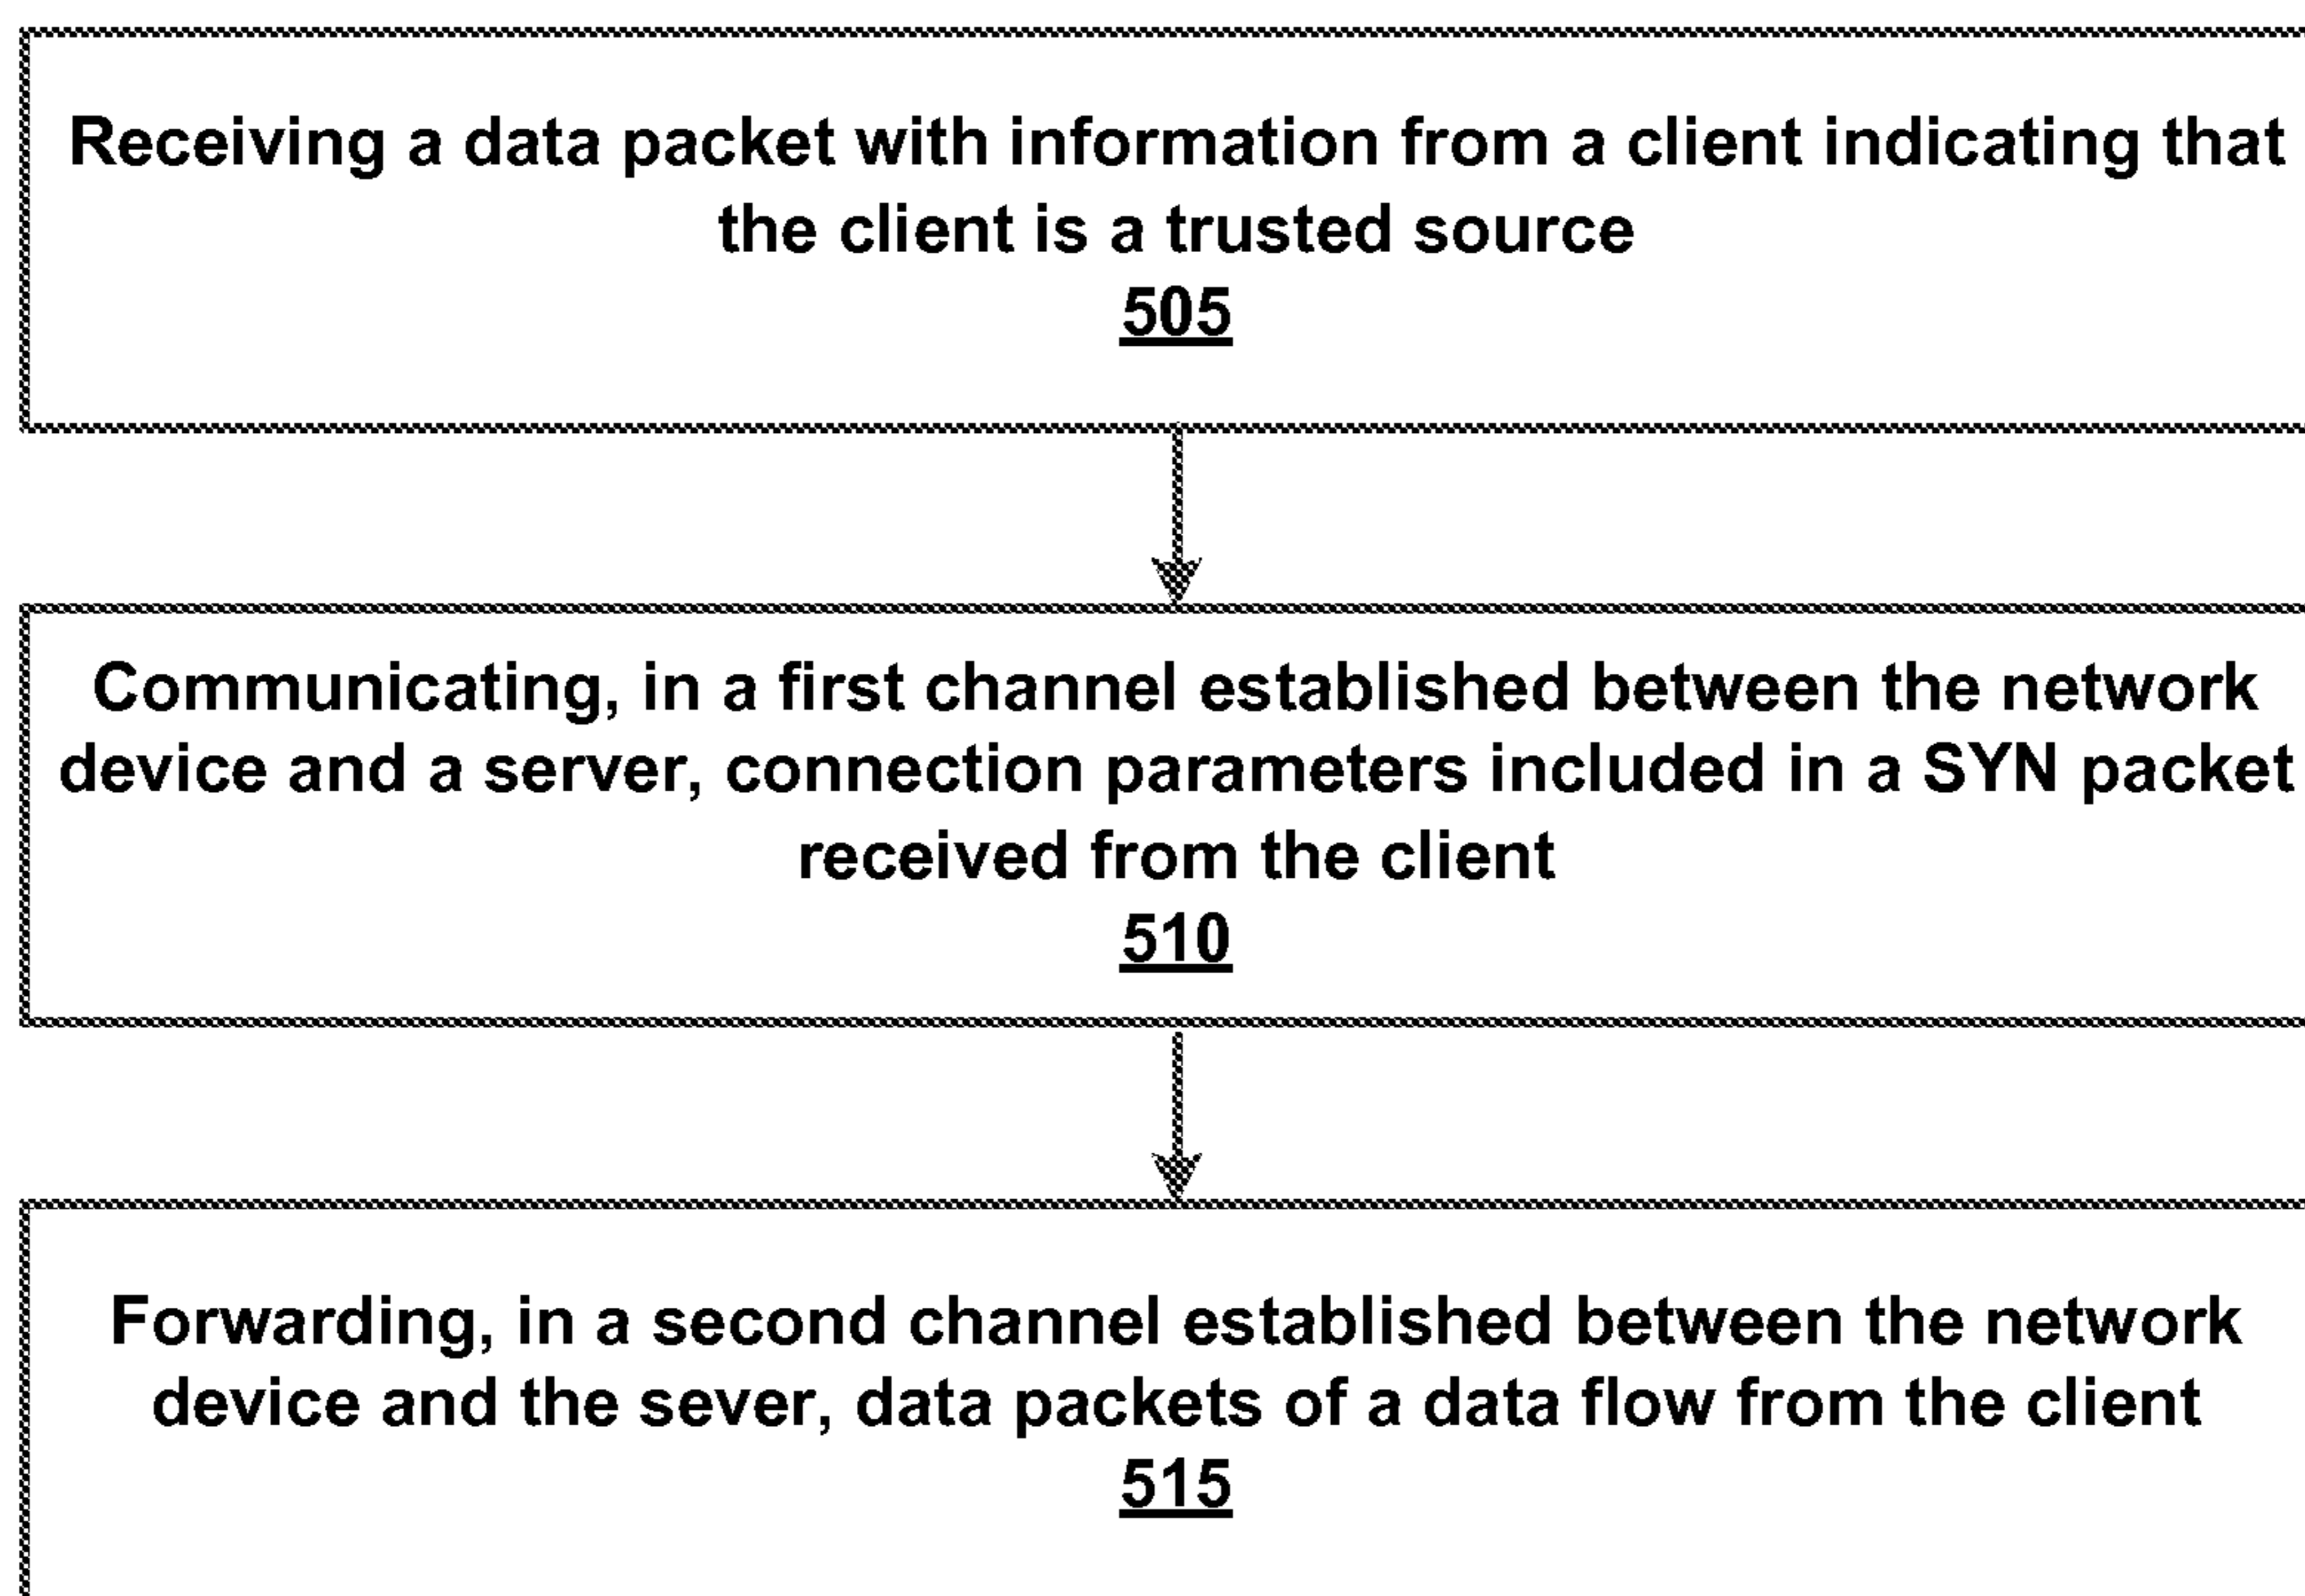 Receiving a data packet with information from a client indicating that
the client is a trusted source
505
Communicating, in a first channel established between the network
device and a server, connection parameters included in a SYN packet
received from the client
510
Forwarding, in a second channel established between the network
device and the sever, data packets of a data flow from the client
515